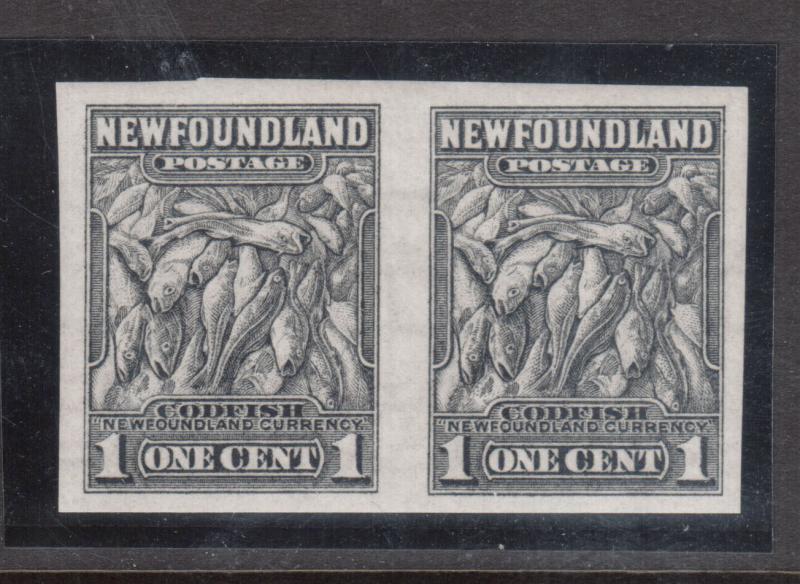 NEWFOUNDLAND
POSTAGE
CODFISH
"NEWFOUNDLAND CURRENCY"
1 ONE CENT 1
NEWFOUNDLAND
POSTAGE
CODFISH
"NEWFOUNDLAND CURRENCY"
1 ONE CENT 1